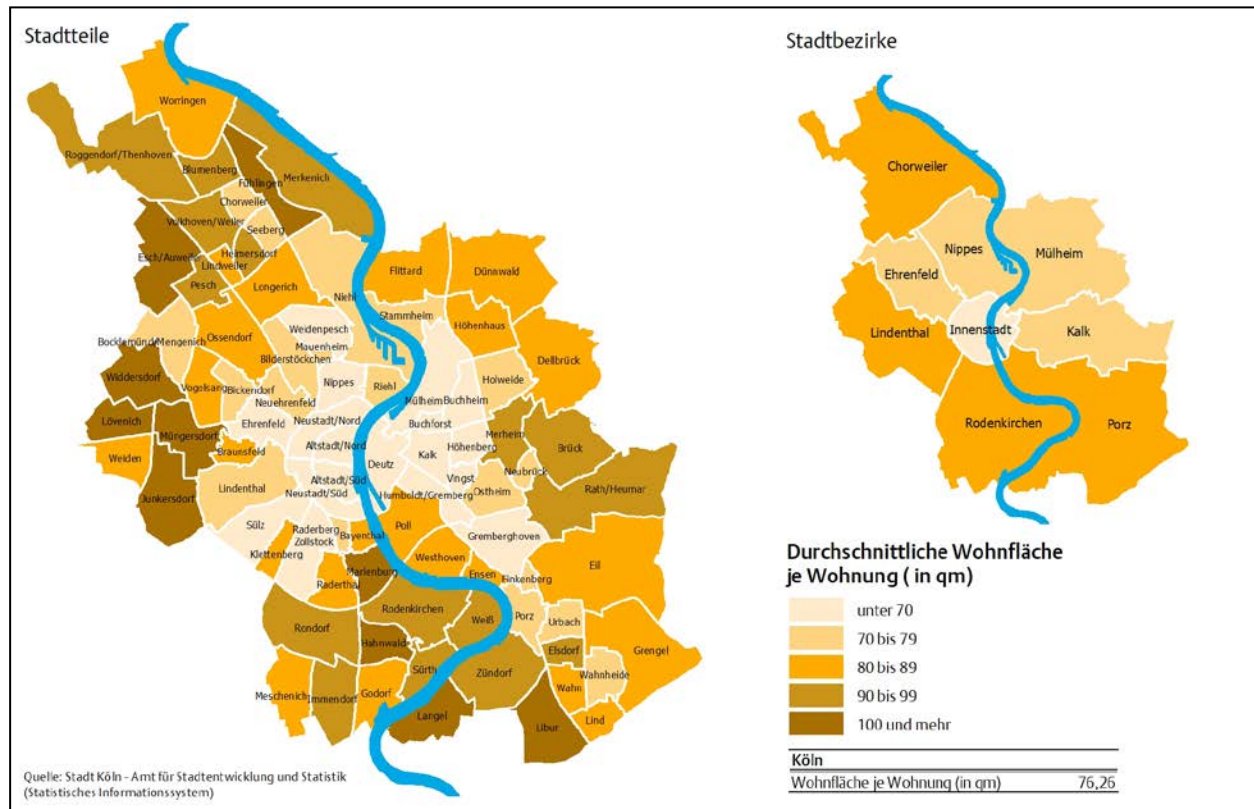 Stadtteile
Worringen
Roggendorf/Thenhoven
Blumenberg
Fühlingen
Merkenich
Chorweiler
Volkhoven/Weiler
Seeberg
Esch/Auweiler
Heimersdorf
Lindweiler
Pesch
Longerich
Niehl
Flittard
Dünnwald
Stammheim
Höhenhaus
Weidenpesch
Ossendorf
Mauenheim
Bocklemünd/Mengenich
Bilderstöckchen
Dellbrück
Widdersdorf
Vogelsang
Bickendorf
Nippes
Riehl
Holweide
Neuehrenfeld
Mülheim
Buchheim
Lövenich
Ehrenfeld
Neustadt/Nord
Buchforst
Müngersdorf
Altstadt/Nord
Höhenberg
Merheim
Brück
Weiden
Braunsfeld
Kalk
Deutz
Neubrück
Junkersdorf
Lindenthal
Altstadt/Süd
Vingst
Ostheim
Rath/Heumar
Neustadt/Süd
Humboldt/Gremberg
Sülz
Raderberg
Zollstock
Bayenthal
Poll
Gremberghoven
Klettenberg
Westhoven
Eil
Raderthal
Marienburg
Ensen
Finkenberg
Rodenkirchen
Rondorf
Weiß
Porz
Urbach
Hahnwald
Elsdorf
Grengel
Sürth
Zündorf
Wahnheide
Meschenich
Immendorf
Godorf
Wahn
Langel
Libur
Lind
Quelle: Stadt Köln - Amt für Stadtentwicklung und Statistik
(Statistisches Informationssystem)
Stadtbezirke
Chorweiler
Nippes
Mülheim
Ehrenfeld
Lindenthal
Innenstadt
Kalk
Rodenkirchen
Porz
Durchschnittliche Wohnfläche
je Wohnung ( in qm)
unter 70
70 bis 79
80 bis 89
90 bis 99
100 und mehr
Köln
Wohnfläche je Wohnung (in qm) 76,26